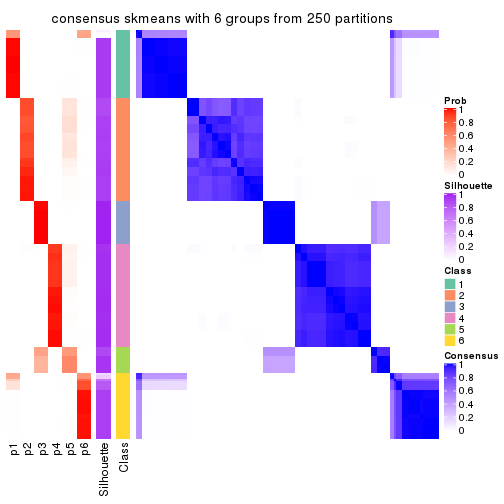 consensus skmeans with 6 groups from 250 partitions
Prob
1
0.8
0.6
0.4
0.2
0
Silhouette
1
0.8
0.6
0.4
0.2
0
Class
1
2
3
4
5
6
Consensus
1
0.8
0.6
0.4
0.2
0
p1
p2
p3
p4
p5
p6
Silhouette
Class